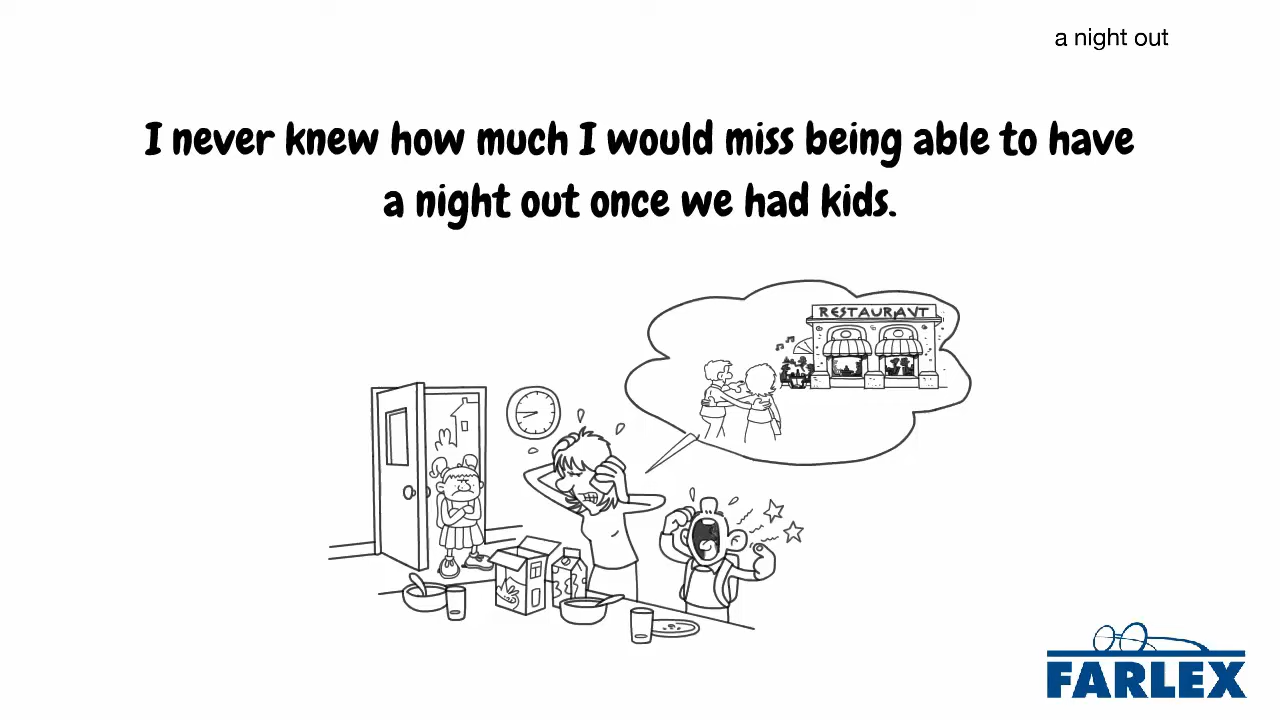 a night out
I never knew how much I would miss being able to have
a night out once we had kids.
RESTAURANT
FARLEX